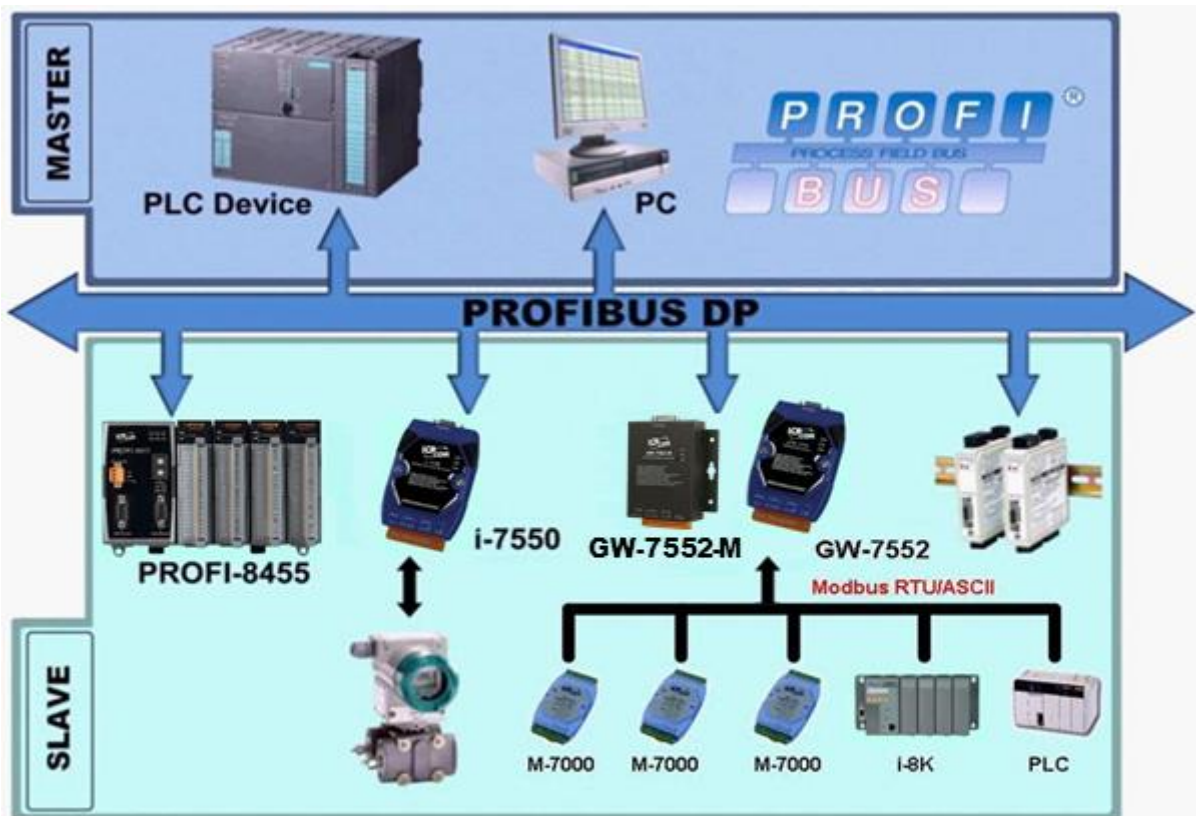 MASTER
PLC Device
PC
PROFI®
PROCESS FIELD BUS
BUS
PROFIBUS DP
SLAVE
PROFI-8455
i-7550
GW-7552-M
GW-7552
Modbus RTU/ASCII
M-7000
M-7000
M-7000
i-8K
PLC